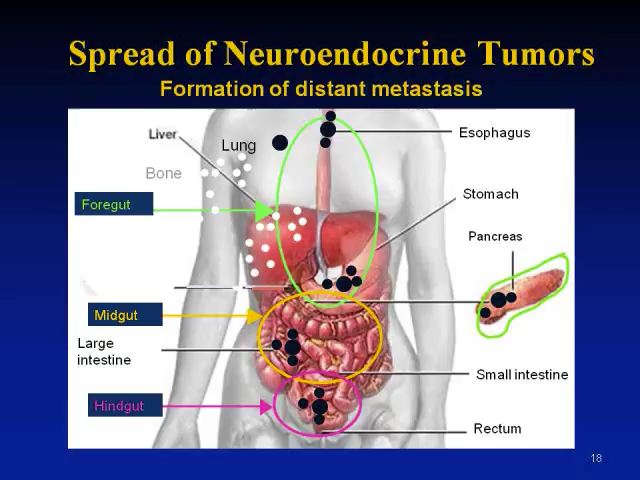 Spread of Neuroendocrine Tumors
Formation of distant metastasis
Liver
Lung
Esophagus
Bone
Foregut
Stomach
Pancreas
Midgut
Large
intestine
Small intestine
Hindgut
Rectum
18